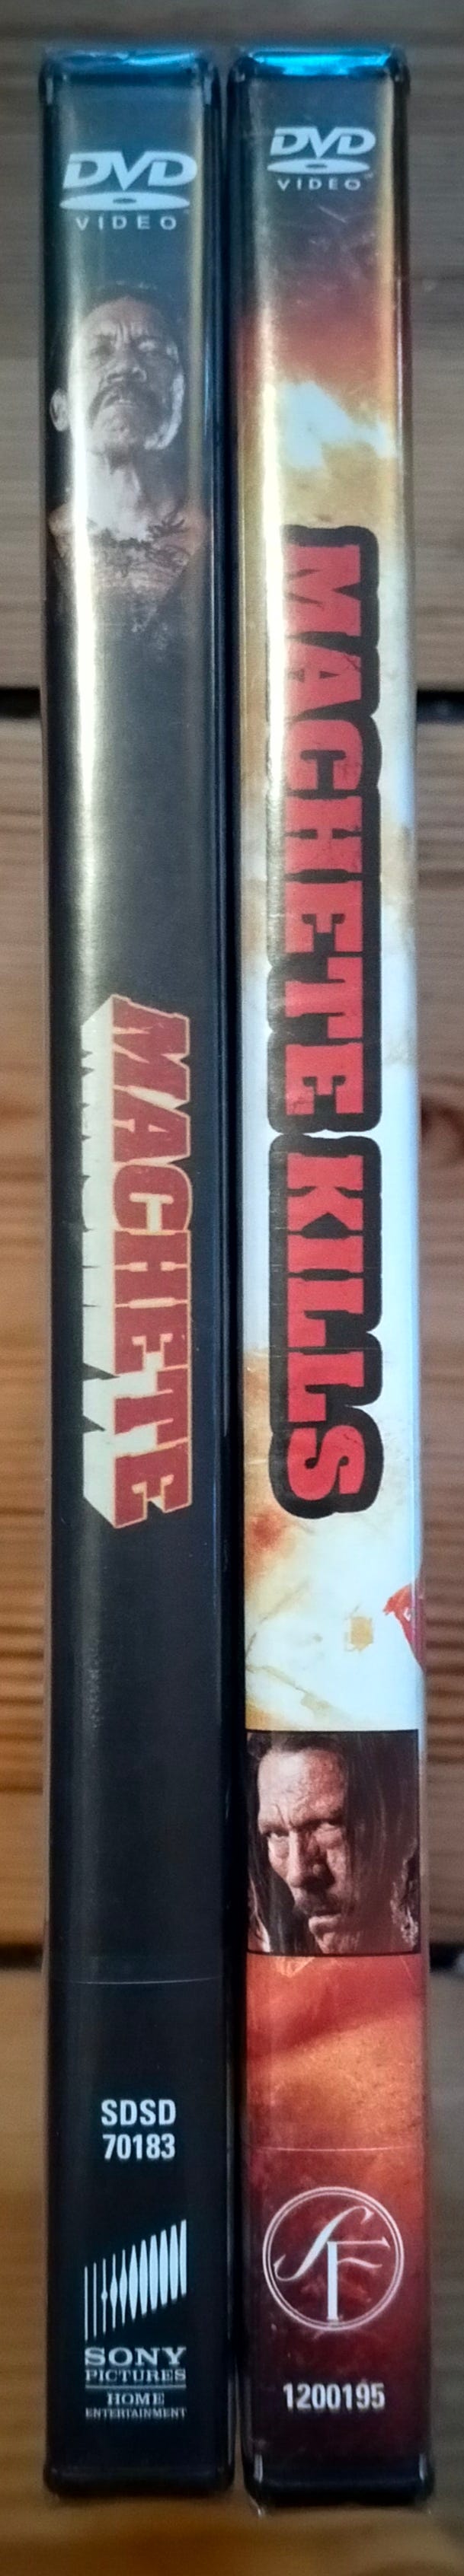 DVD
VIDEO
MACHETE
SDSD
70183
SONY
PICTURES
HOME
ENTERTAINMENT
DVD
VIDEO
MACHETE KILLS
SF
1200195